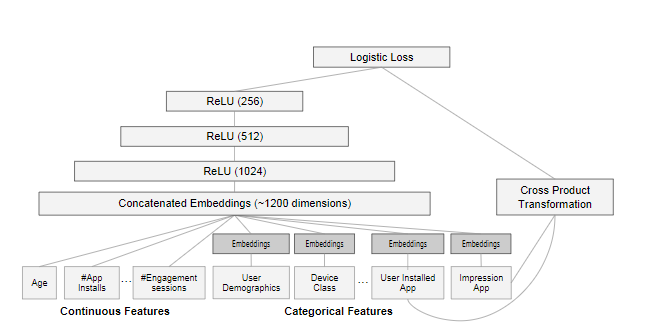 Logistic Loss
ReLU (256)
ReLU (512)
ReLU (1024)
Concatenated Embeddings (~1200 dimensions)
Cross Product
Transformation
Embeddings
Embeddings
Embeddings
Embeddings
Age
#App
Installs
...
#Engagement
sessions
User
Demographics
Device
Class
...
User Installed
App
Impression
App
Continuous Features
Categorical Features